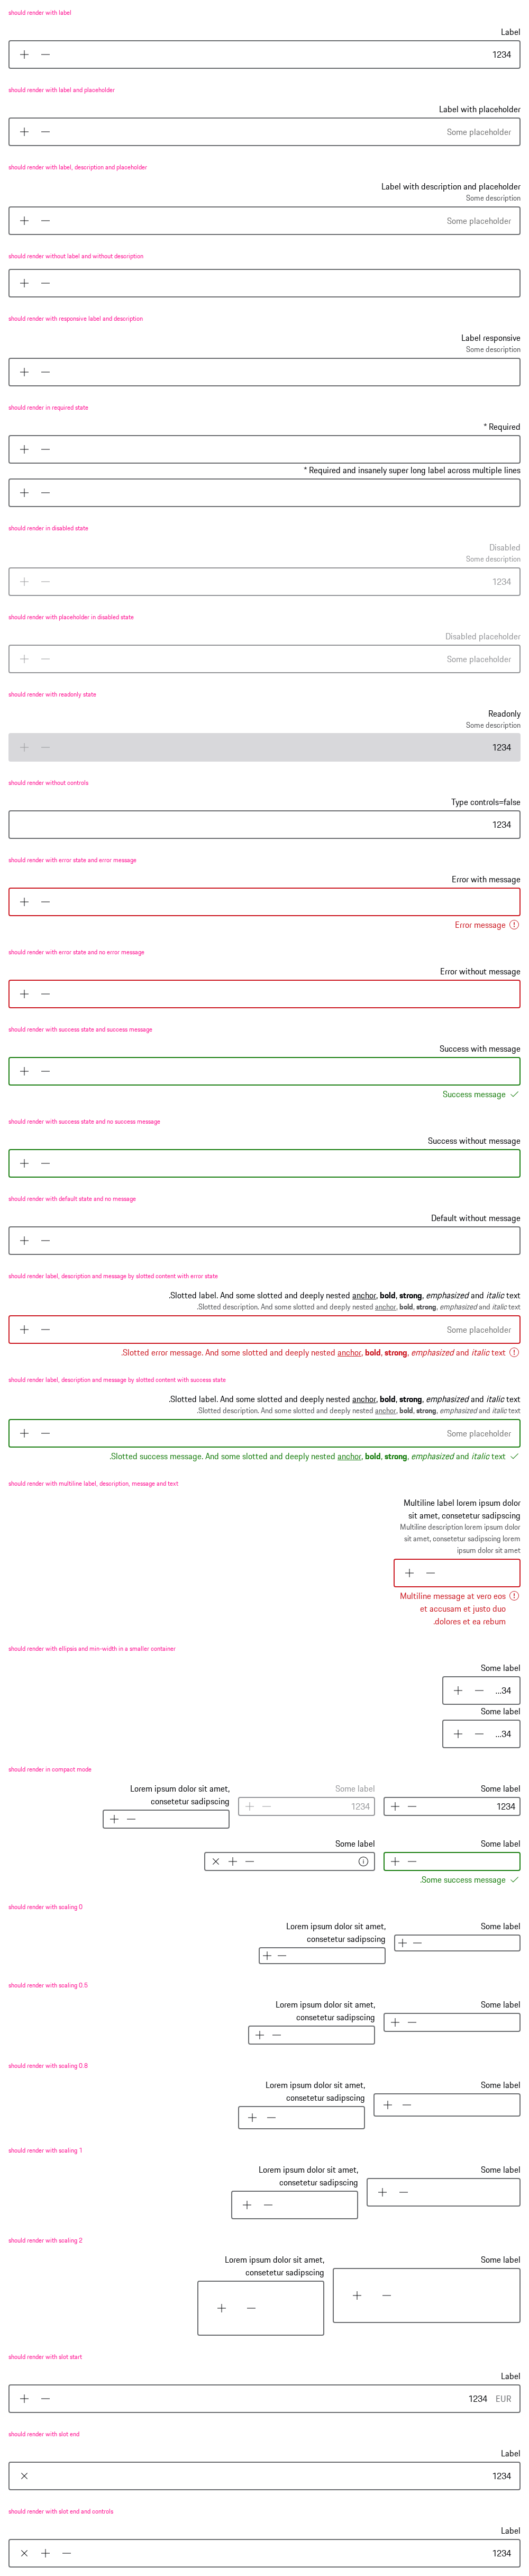 should render with label
Label
1234
should render with label and placeholder
Label with placeholder
Some placeholder
should render with label, description and placeholder
Label with description and placeholder
Some description
Some placeholder
should render without label and without description
should render with responsive label and description
Label responsive
Some description
should render in required state
* Required
* Required and insanely super long label across multiple lines
should render in disabled state
Disabled
Some description
1234
should render with placeholder in disabled state
Disabled placeholder
Some placeholder
should render with readonly state
Readonly
Some description
1234
should render without controls
Type controls=false
1234
should render with error state and error message
Error with message
Error message
should render with error state and no error message
Error without message
should render with success state and success message
Success with message
Success message
should render with success state and no success message
Success without message
should render with default state and no message
Default without message
should render label, description and message by slotted content with error state
.Slotted label. And some slotted and deeply nested anchor, bold, strong, emphasized and italic text
.Slotted description. And some slotted and deeply nested anchor, bold, strong, emphasized and italic text
Some placeholder
.Slotted error message. And some slotted and deeply nested anchor, bold, strong, emphasized and italic text
should render label, description and message by slotted content with success state
.Slotted label. And some slotted and deeply nested anchor, bold, strong, emphasized and italic text
.Slotted description. And some slotted and deeply nested anchor, bold, strong, emphasized and italic text
Some placeholder
.Slotted success message. And some slotted and deeply nested anchor, bold, strong, emphasized and italic text
should render with multiline label, description, message and text
Multiline label lorem ipsum dolor
sit amet, consetetur sadipscing
Multiline description lorem ipsum dolor
sit amet, consetetur sadipscing lorem
ipsum dolor sit amet
Multiline message at vero eos
et accusam et justo duo
.dolores et ea rebum
should render with ellipsis and min-width in a smaller container
Some label
...34
Some label
...34
should render in compact mode
Lorem ipsum dolor sit amet,
consetetur sadipscing
Some label
1234
Some label
1234
Some label
Some label
.Some success message
should render with scaling 0
Lorem ipsum dolor sit amet,
consetetur sadipscing
Some label
should render with scaling 0.5
Lorem ipsum dolor sit amet,
consetetur sadipscing
Some label
should render with scaling 0.8
Lorem ipsum dolor sit amet,
consetetur sadipscing
Some label
should render with scaling 1
Lorem ipsum dolor sit amet,
consetetur sadipscing
Some label
should render with scaling 2
Lorem ipsum dolor sit amet,
consetetur sadipscing
Some label
should render with slot start
Label
1234 EUR
should render with slot end
Label
1234
should render with slot end and controls
Label
1234